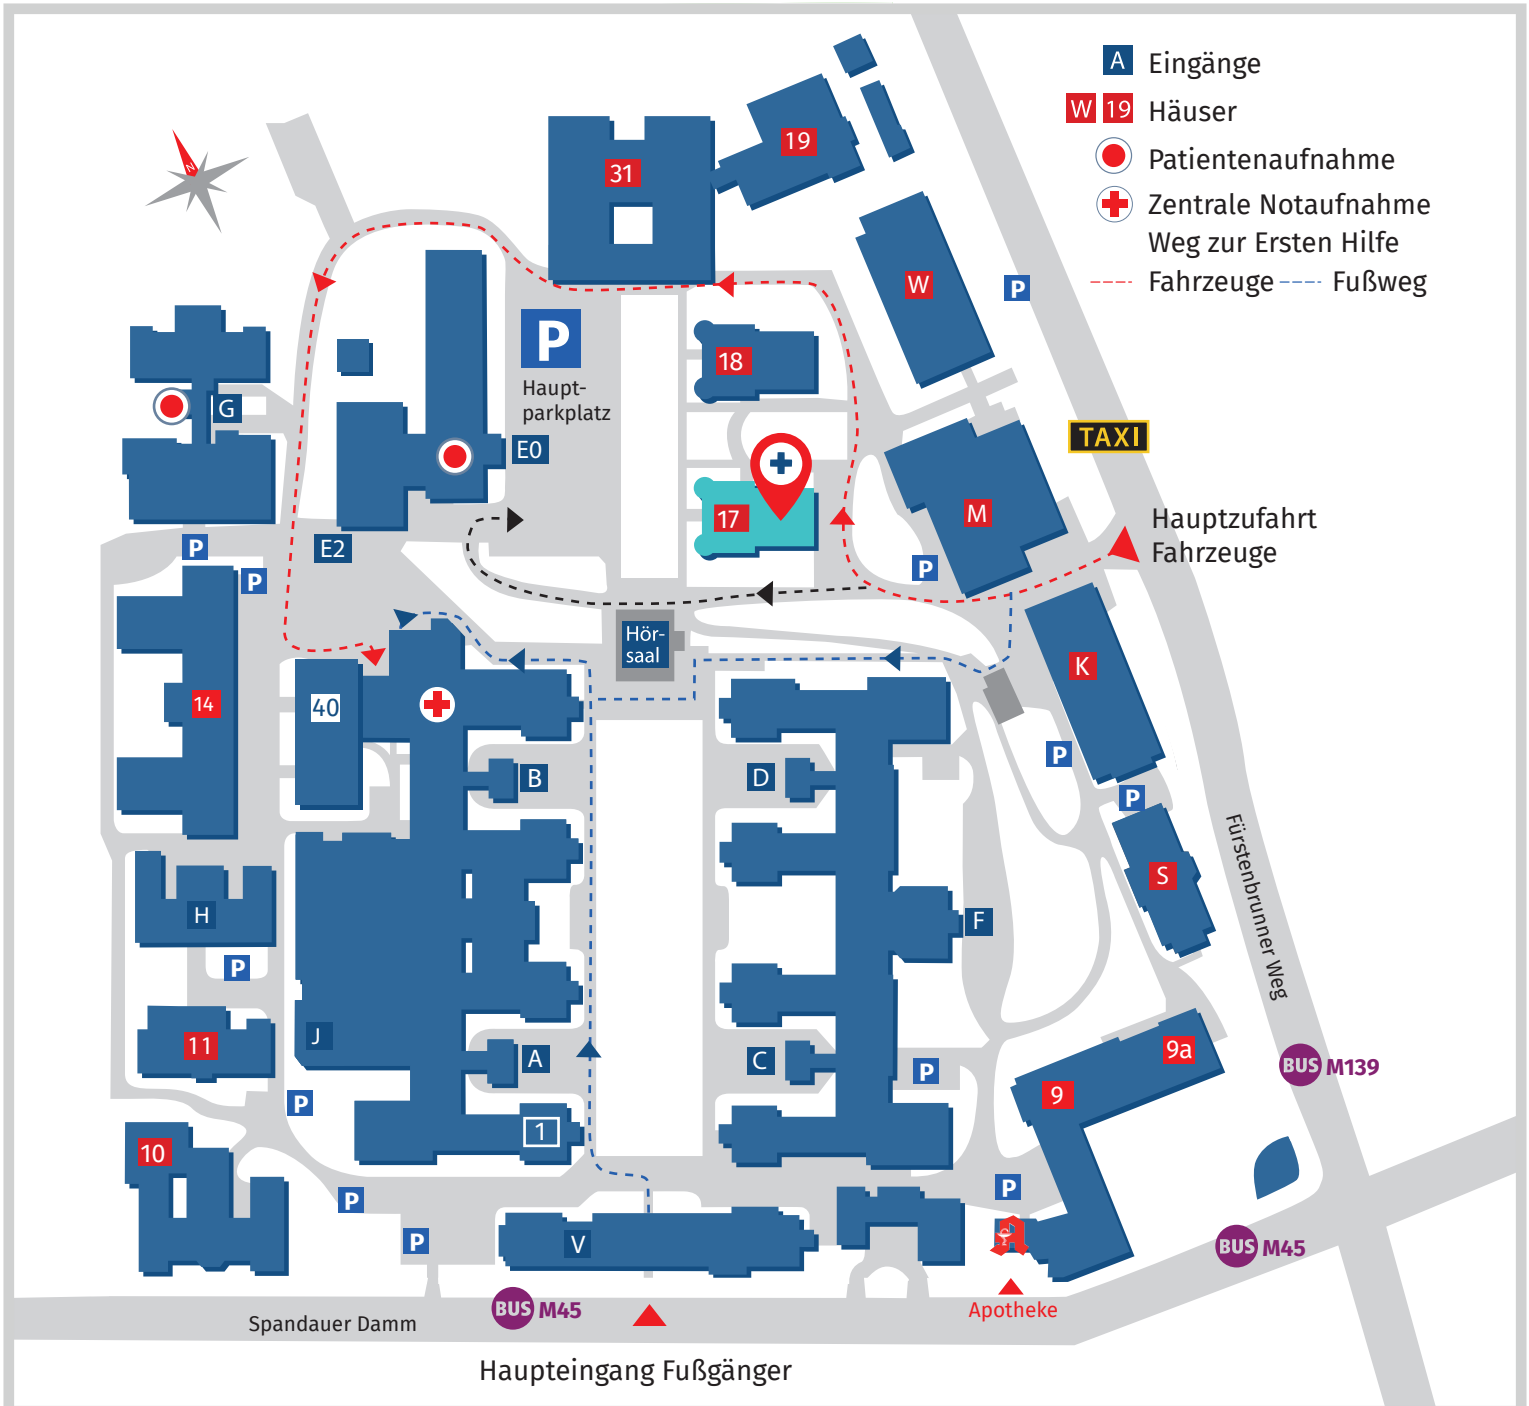 A Eingänge
W 19 Häuser
Patientenaufnahme
Zentrale Notaufnahme
Weg zur Ersten Hilfe
Fahrzeuge
Fußweg
N
31
19
W
P
18
P
Haupt-
parkplatz
G
E0
TAXI
17
M
Hauptzufahrt
Fahrzeuge
E2
P
P
P
Hör-
saal
K
14
40
P
B
D
P
S
Fürstenbrunner Weg
H
F
P
J
11
A
C
P
9a
9
BUS M139
P
1
10
P
P
P
V
A
BUS M45
BUS M45
Apotheke
Spandauer Damm
Haupteingang Fußgänger